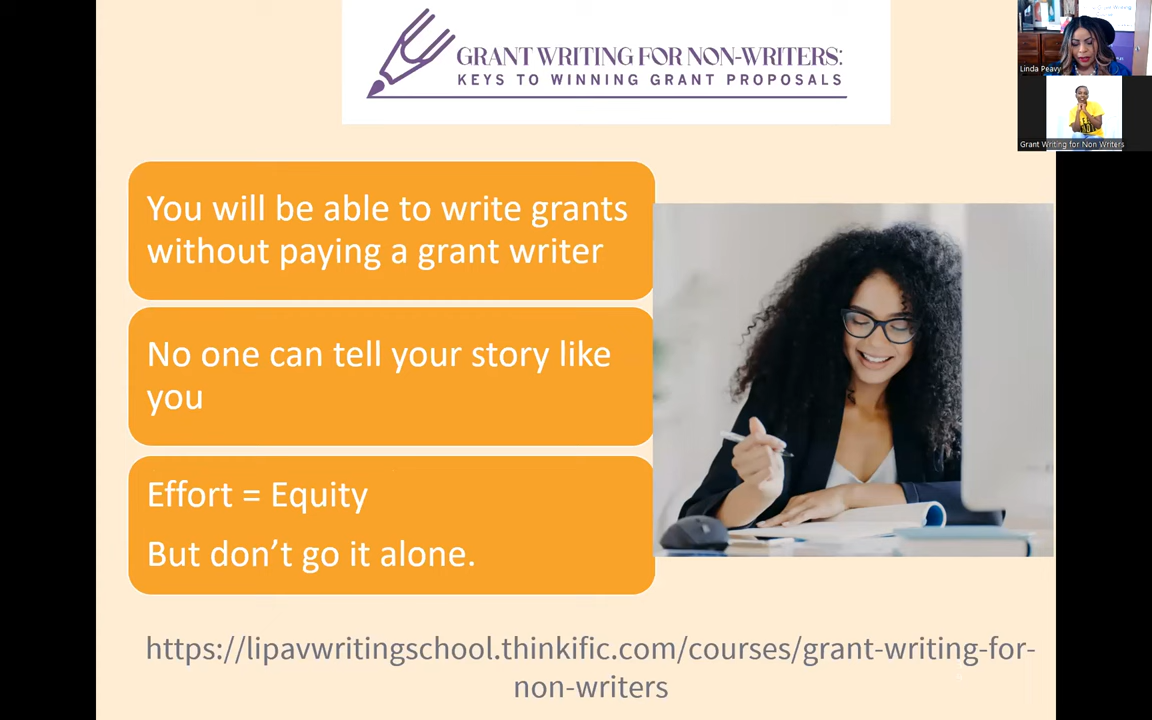 GRANT WRITING FOR NON-WRITERS:
KEYS TO WINNING GRANT PROPOSALS
Linda Peavy
Grant Writing for Non Writers
You will be able to write grants
without paying a grant writer
No one can tell your story like
you
Effort = Equity
But don’t go it alone.
https://lipavwritingschool.thinkific.com/courses/grant-writing-for-
non-writers